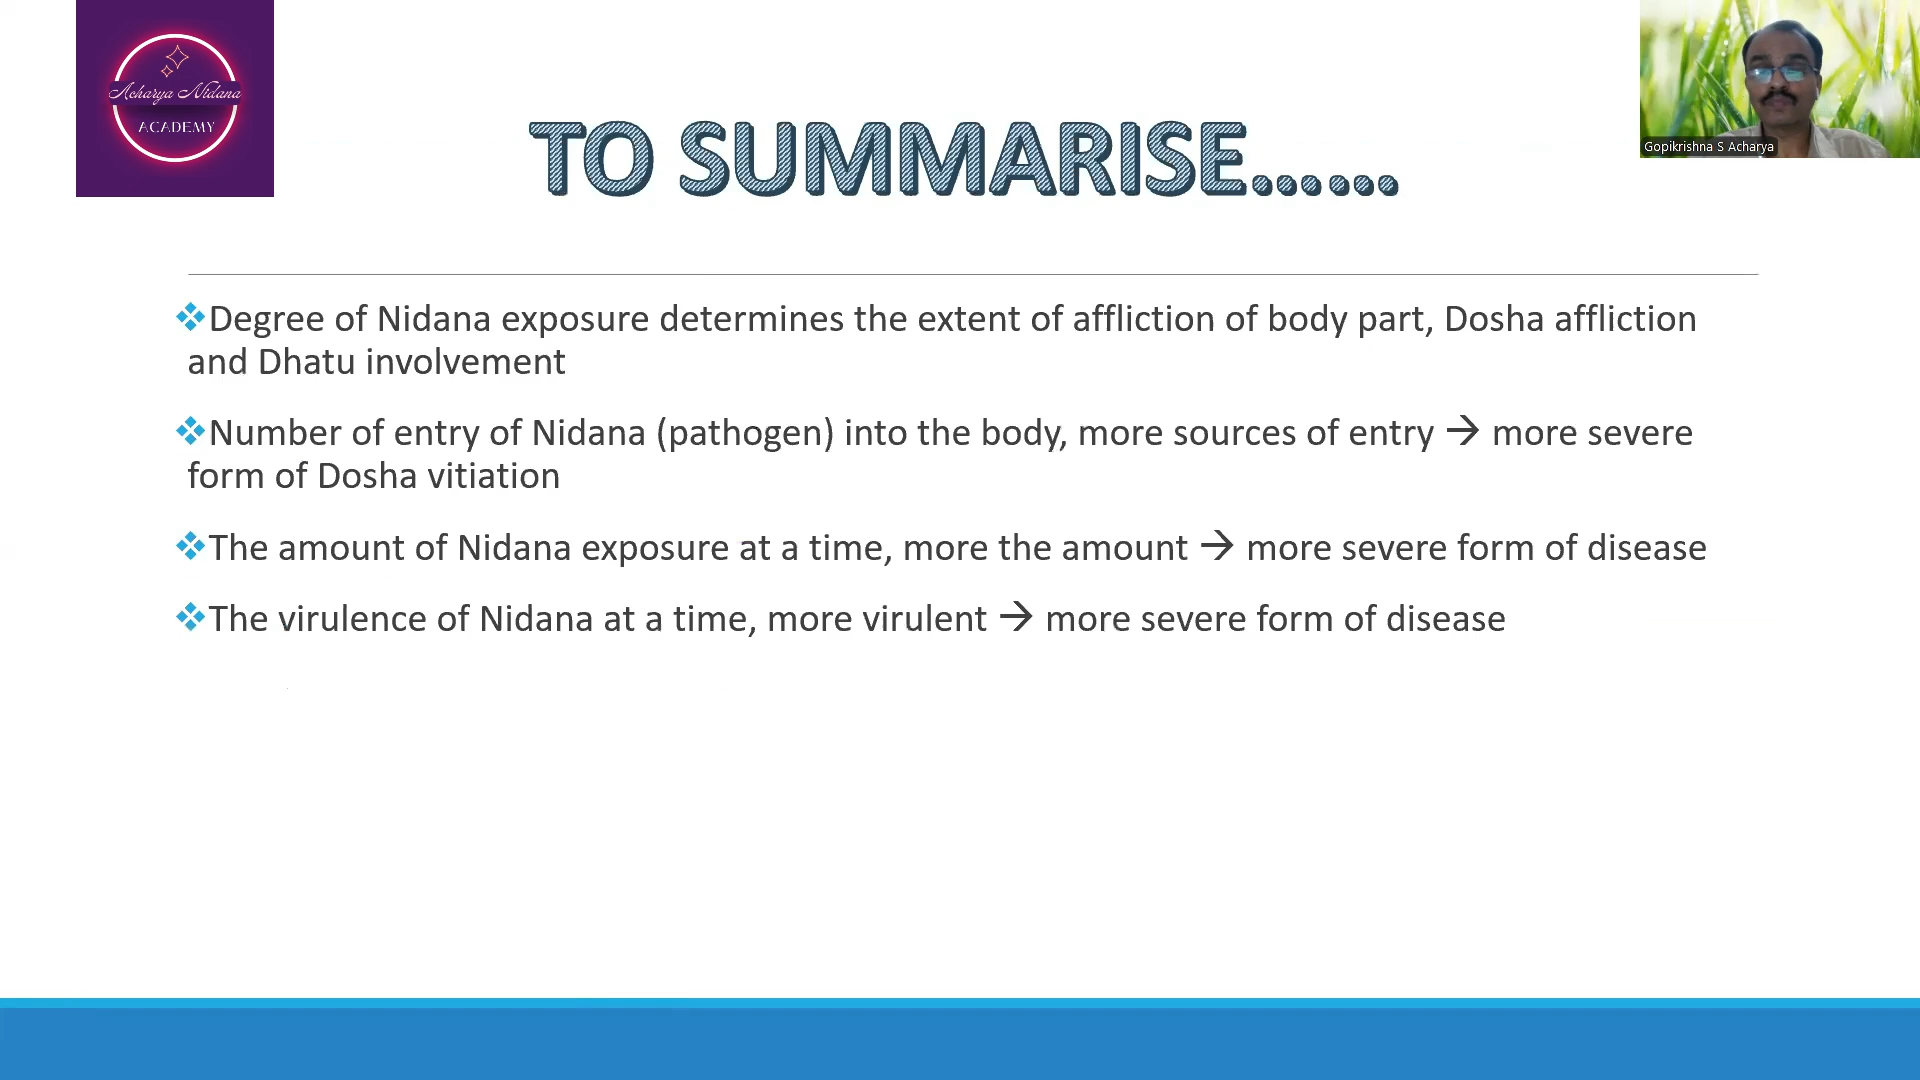 Acharya Nidana
ACADEMY
Gopikrishna S Acharya
TO SUMMARISE......
❖Degree of Nidana exposure determines the extent of affliction of body part, Dosha affliction
and Dhatu involvement
❖Number of entry of Nidana (pathogen) into the body, more sources of entry → more severe
form of Dosha vitiation
❖The amount of Nidana exposure at a time, more the amount → more severe form of disease
❖The virulence of Nidana at a time, more virulent → more severe form of disease